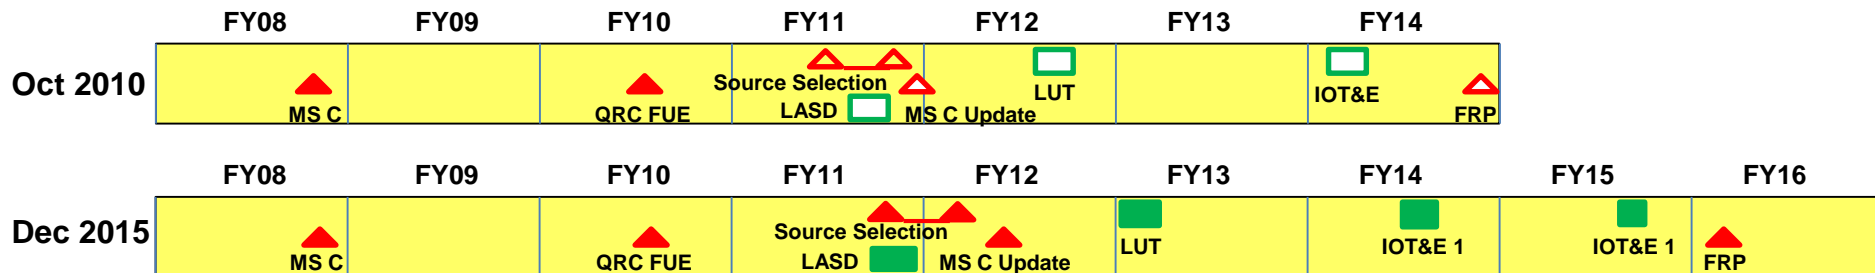 FY08 FY09 FY10 FY11 FY12 FY13 FY14
Oct 2010
Source Selection
MS C QRC FUE LASD MS C Update LUT IOT&E FRP
FY08 FY09 FY10 FY11 FY12 FY13 FY14 FY15 FY16
Dec 2015
Source Selection
MS C QRC FUE LASD MS C Update LUT IOT&E 1 IOT&E 1 FRP